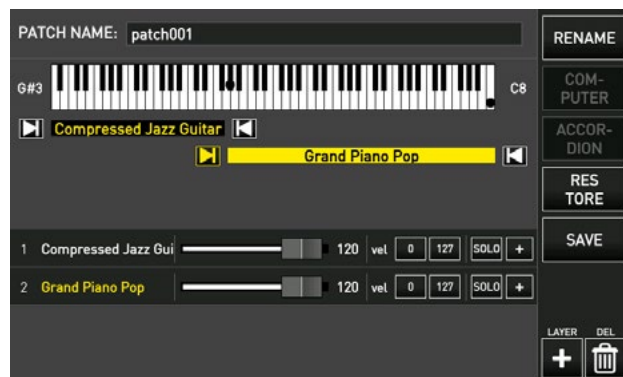 PATCH NAME: patch001
RENAME
G#3
C8
COM-
PUTER
Compressed Jazz Guitar
ACCOR-
DION
Grand Piano Pop
RES
TORE
1 Compressed Jazz Gui 120 vel 0 127 SOLO +
SAVE
2 Grand Piano Pop 120 vel 0 127 SOLO +
LAYER DEL
+